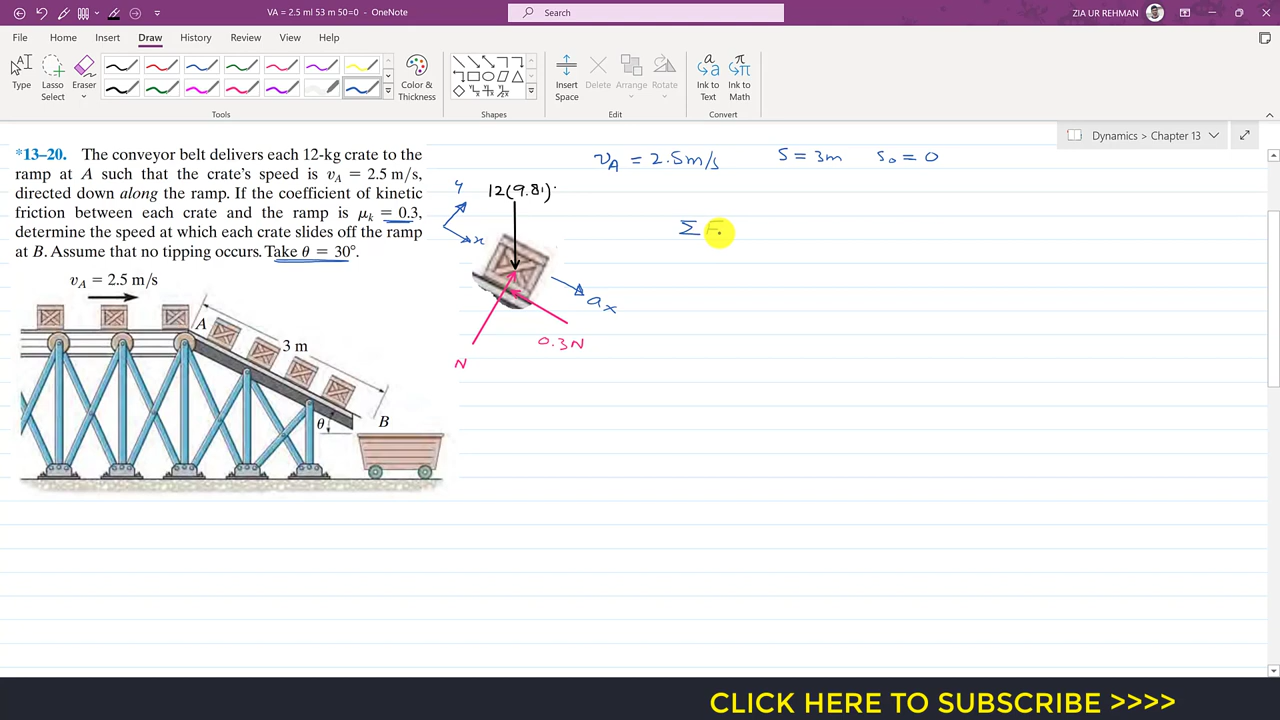 VA = 2.5 ml 53 m 50=0 - OneNote
Search
ZIA UR REHMAN
File Home Insert Draw History Review View Help
Type
Lasso Select
Eraser
Color & Thickness
Insert Space
Delete
Arrange
Rotate
Ink to Text
Ink to Math
Tools
Shapes
Edit
Convert
Dynamics > Chapter 13
*13–20. The conveyor belt delivers each 12-kg crate to the
ramp at A such that the crate's speed is vA = 2.5 m/s,
directed down along the ramp. If the coefficient of kinetic
friction between each crate and the ramp is μk = 0.3,
determine the speed at which each crate slides off the ramp
at B. Assume that no tipping occurs. Take θ = 30°.
vA = 2.5 m/s
A
3 m
θ
B
vA = 2.5m/s S = 3m So = 0
y
12(9.81)
x
ax
0.3N
N
Σ F
CLICK HERE TO SUBSCRIBE >>>>